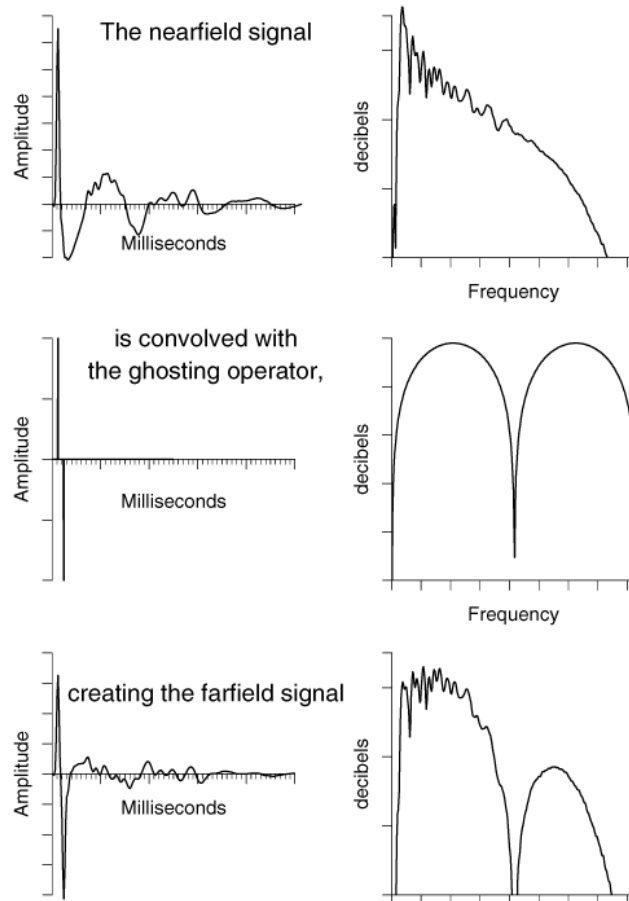 The nearfield signal
Amplitude
Milliseconds
decibels
Frequency
is convolved with
the ghosting operator,
Amplitude
Milliseconds
decibels
Frequency
creating the farfield signal
Amplitude
Milliseconds
decibels